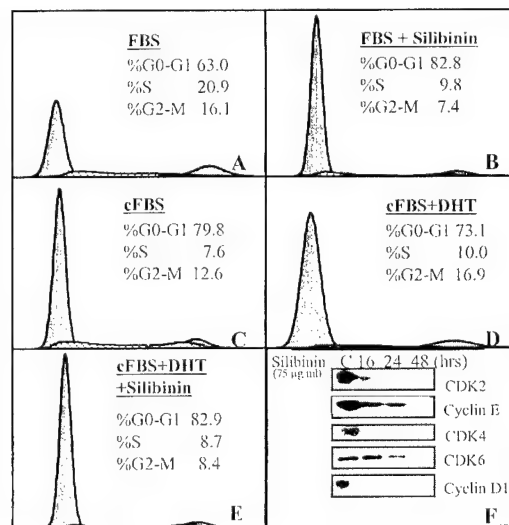 FBS
%G0-G1 63.0
%S 20.9
%G2-M 16.1
A
FBS + Silibinin
%G0-G1 82.8
%S 9.8
%G2-M 7.4
B
cFBS
%G0-G1 79.8
%S 7.6
%G2-M 12.6
C
cFBS+DHT
%G0-G1 73.1
%S 10.0
%G2-M 16.9
D
cFBS+DHT
+Silibinin
%G0-G1 82.9
%S 8.7
%G2-M 8.4
E
Silibinin C 16 24 48 (hrs)
(75 µg/ml)
CDK2
Cyclin E
CDK4
CDK6
Cyclin D1
F